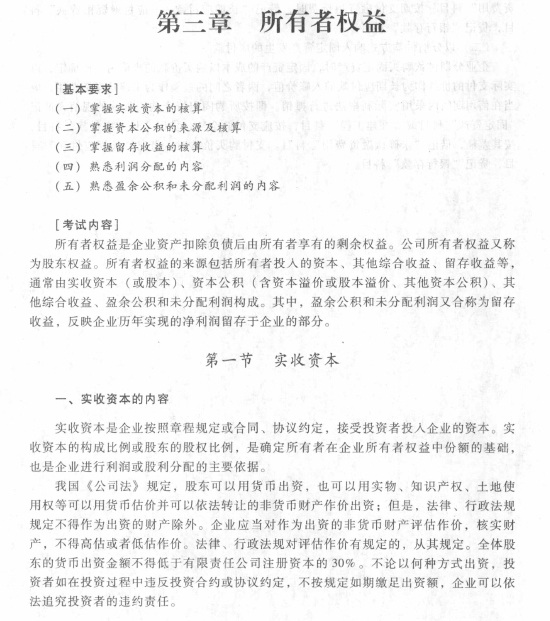 第三章 所有者权益
[基本要求]
(一) 掌握实收资本的核算
(二) 掌握资本公积的来源及核算
(三) 掌握留存收益的核算
(四) 熟悉利润分配的内容
(五) 熟悉盈余公积和未分配利润的内容
[考试内容]
所有者权益是企业资产扣除负债后由所有者享有的剩余权益。公司所有者权益又称
为股东权益。所有者权益的来源包括所有者投入的资本、其他综合收益、留存收益等，
通常由实收资本（或股本）、资本公积（含资本溢价或股本溢价、其他资本公积）、其
他综合收益、盈余公积和未分配利润构成。其中，盈余公积和未分配利润又合称为留存
收益，反映企业历年实现的净利润留存于企业的部分。
第一节 实收资本
一、实收资本的内容
实收资本是企业按照章程规定或合同、协议约定，接受投资者投入企业的资本。实
收资本的构成比例或股东的股权比例，是确定所有者在企业所有者权益中份额的基础，
也是企业进行利润或股利分配的主要依据。
我国《公司法》规定，股东可以用货币出资，也可以用实物、知识产权、土地使
用权等可以用货币估价并可以依法转让的非货币财产作价出资；但是，法律、行政法规
规定不得作为出资的财产除外。企业应当对作为出资的非货币财产评估作价，核实财
产，不得高估或者低估作价。法律、行政法规对评估作价有规定的，从其规定。全体股
东的货币出资金额不得低于有限责任公司注册资本的30%。不论以何种方式出资，投
资者如在投资过程中违反投资合约或协议约定，不按规定如期缴足出资额，企业可以依
法追究投资者的违约责任。